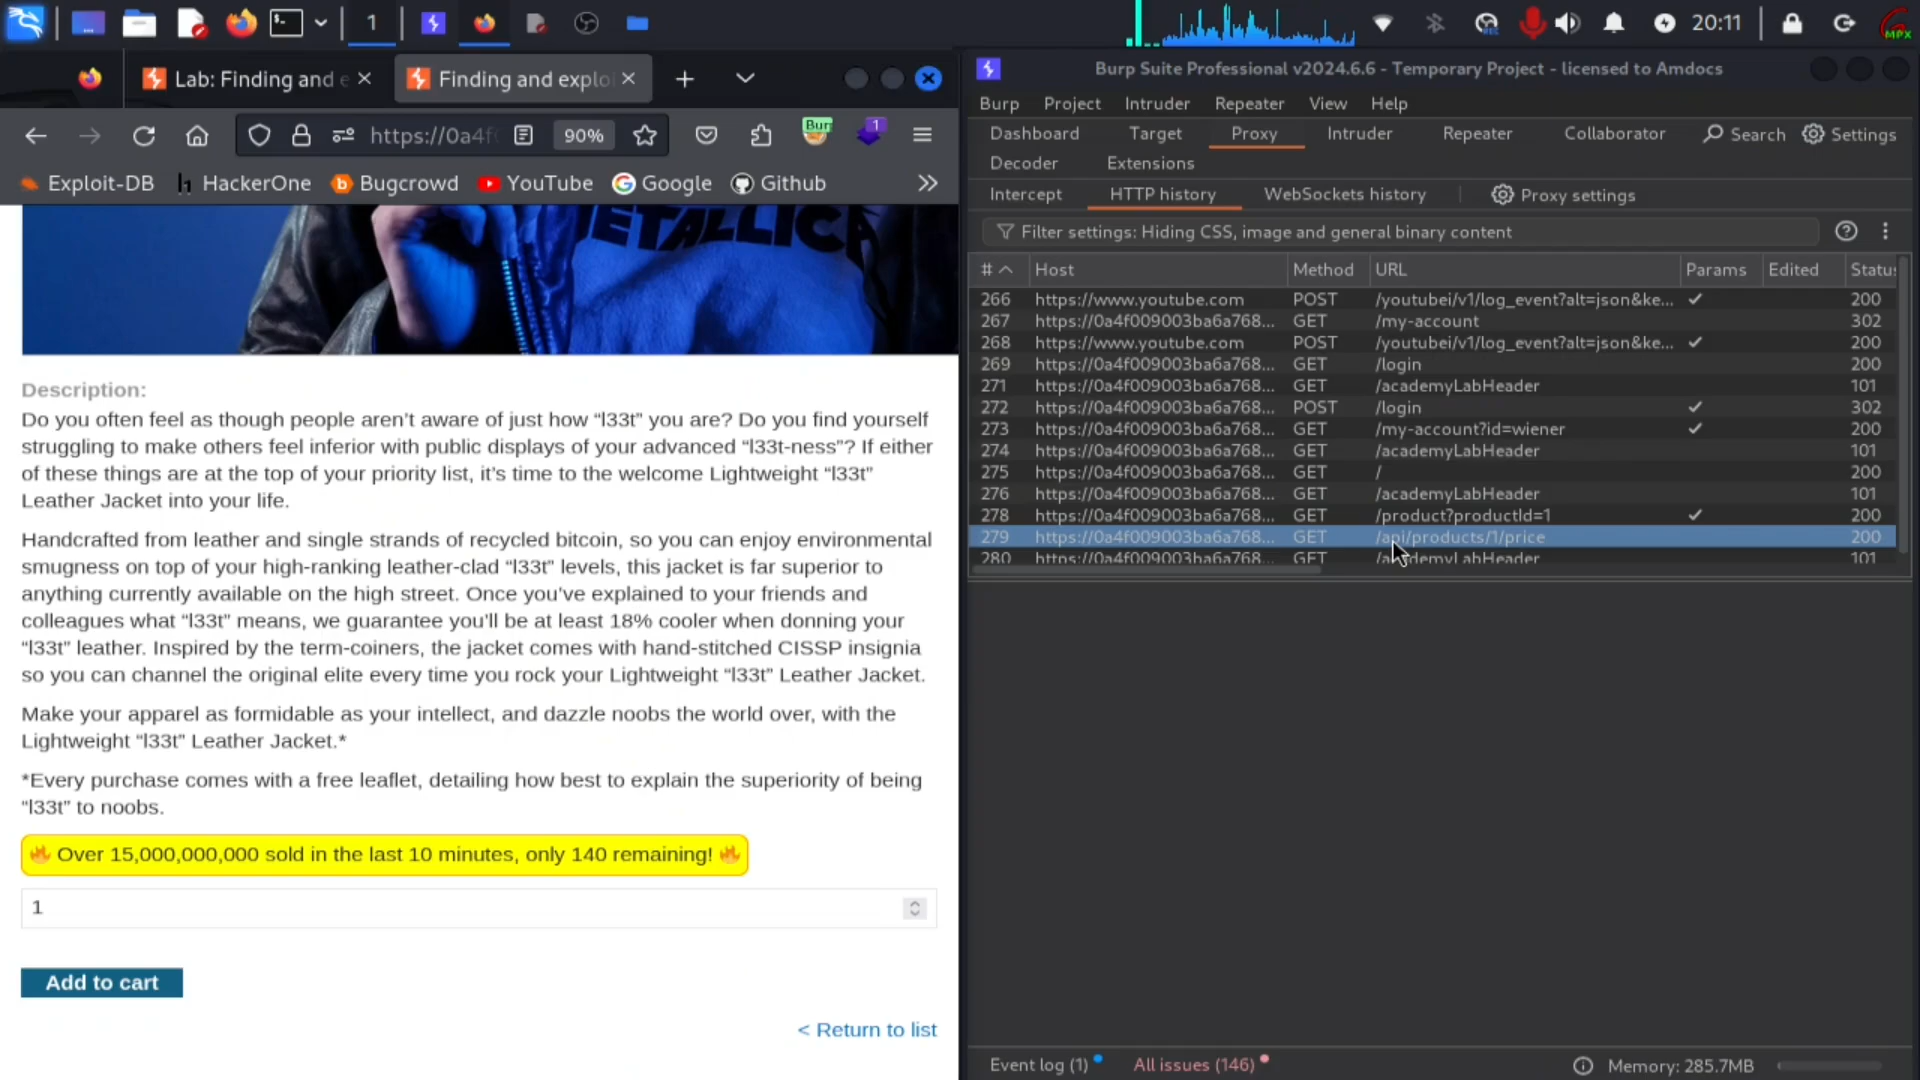 1
20:11
MPX
Lab: Finding and e
Finding and explo
https://0a4f
90%
Burp
1
Exploit-DB
HackerOne
Bugcrowd
YouTube
Google
Github
METALLICA
Description:
Do you often feel as though people aren’t aware of just how “l33t” you are? Do you find yourself
struggling to make others feel inferior with public displays of your advanced “l33t-ness”? If either
of these things are at the top of your priority list, it’s time to the welcome Lightweight “l33t”
Leather Jacket into your life.
Handcrafted from leather and single strands of recycled bitcoin, so you can enjoy environmental
smugness on top of your high-ranking leather-clad “l33t” levels, this jacket is far superior to
anything currently available on the high street. Once you’ve explained to your friends and
colleagues what “l33t” means, we guarantee you’ll be at least 18% cooler when donning your
“l33t” leather. Inspired by the term-coiners, the jacket comes with hand-stitched CISSP insignia
so you can channel the original elite every time you rock your Lightweight “l33t” Leather Jacket.
Make your apparel as formidable as your intellect, and dazzle noobs the world over, with the
Lightweight “l33t” Leather Jacket.*
*Every purchase comes with a free leaflet, detailing how best to explain the superiority of being
“l33t” to noobs.
Over 15,000,000,000 sold in the last 10 minutes, only 140 remaining!
1
Add to cart
< Return to list
Burp Suite Professional v2024.6.6 - Temporary Project - licensed to Amdocs
Burp Project Intruder Repeater View Help
Dashboard Target Proxy Intruder Repeater Collaborator Search Settings
Decoder Extensions
Intercept HTTP history WebSockets history Proxy settings
Filter settings: Hiding CSS, image and general binary content
# Host Method URL Params Edited Status
266 https://www.youtube.com POST /youtubei/v1/log_event?alt=json&ke... ✓ 200
267 https://0a4f009003ba6a768... GET /my-account 302
268 https://www.youtube.com POST /youtubei/v1/log_event?alt=json&ke... ✓ 200
269 https://0a4f009003ba6a768... GET /login 200
271 https://0a4f009003ba6a768... GET /academyLabHeader 101
272 https://0a4f009003ba6a768... POST /login ✓ 302
273 https://0a4f009003ba6a768... GET /my-account?id=wiener ✓ 200
274 https://0a4f009003ba6a768... GET /academyLabHeader 101
275 https://0a4f009003ba6a768... GET / 200
276 https://0a4f009003ba6a768... GET /academyLabHeader 101
278 https://0a4f009003ba6a768... GET /product?productId=1 ✓ 200
279 https://0a4f009003ba6a768... GET /api/products/1/price 200
280 https://0a4f009003ba6a768... GET /academyLabHeader 101
Event log (1) All issues (146) Memory: 285.7MB